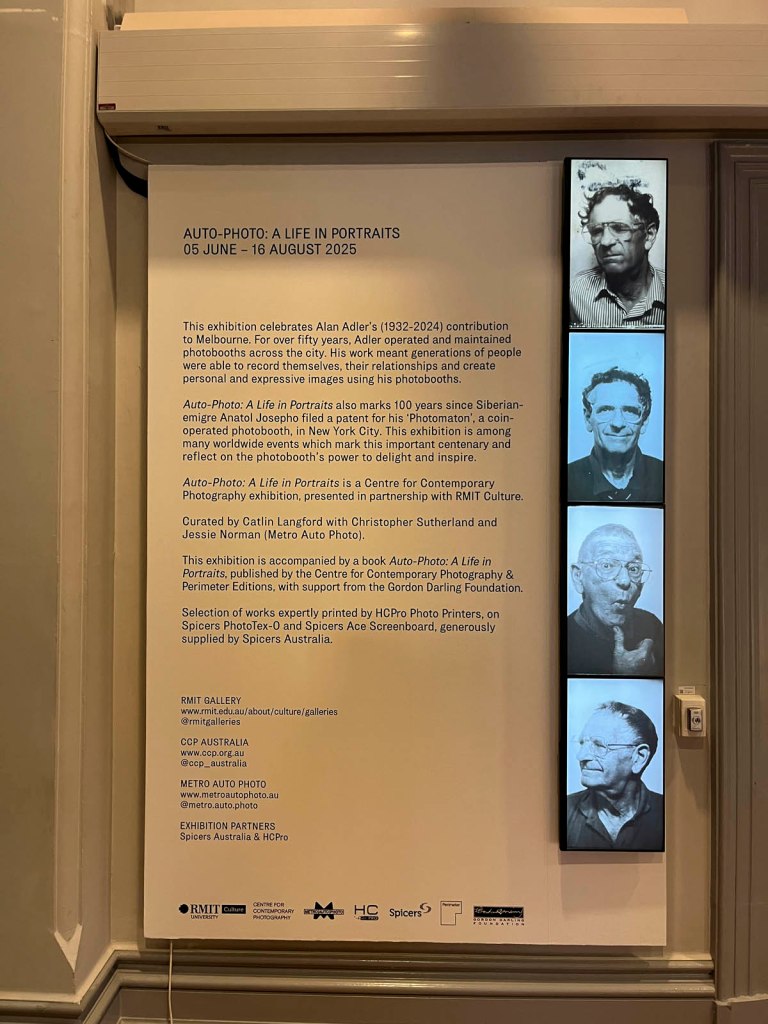 AUTO-PHOTO: A LIFE IN PORTRAITS
05 JUNE – 16 AUGUST 2025
This exhibition celebrates Alan Adler's (1932-2024) contribution
to Melbourne. For over fifty years, Adler operated and maintained
photobooths across the city. His work meant generations of people
were able to record themselves, their relationships and create
personal and expressive images using his photobooths.
Auto-Photo: A Life in Portraits also marks 100 years since Siberian-
emigre Anatol Josepho filed a patent for his 'Photomaton', a coin-
operated photobooth, in New York City. This exhibition is among
many worldwide events which mark this important centenary and
reflect on the photobooth's power to delight and inspire.
Auto-Photo: A Life in Portraits is a Centre for Contemporary
Photography exhibition, presented in partnership with RMIT Culture.
Curated by Catlin Langford with Christopher Sutherland and
Jessie Norman (Metro Auto Photo).
This exhibition is accompanied by a book Auto-Photo: A Life in
Portraits, published by the Centre for Contemporary Photography &
Perimeter Editions, with support from the Gordon Darling Foundation.
Selection of works expertly printed by HCPro Photo Printers, on
Spicers PhotoTex-O and Spicers Ace Screenboard, generously
supplied by Spicers Australia.
RMIT GALLERY
www.rmit.edu.au/about/culture/galleries
@rmitgalleries
CCP AUSTRALIA
www.ccp.org.au
@ccp_australia
METRO AUTO PHOTO
www.metroautophoto.au
@metro.auto.photo
EXHIBITION PARTNERS
Spicers Australia & HCPro
RMIT UNIVERSITY Culture
CENTRE FOR
CONTEMPORARY
PHOTOGRAPHY
METROAUTOPHOTO
HC PRO
Spicers
Perimeter
GORDON DARLING
FOUNDATION